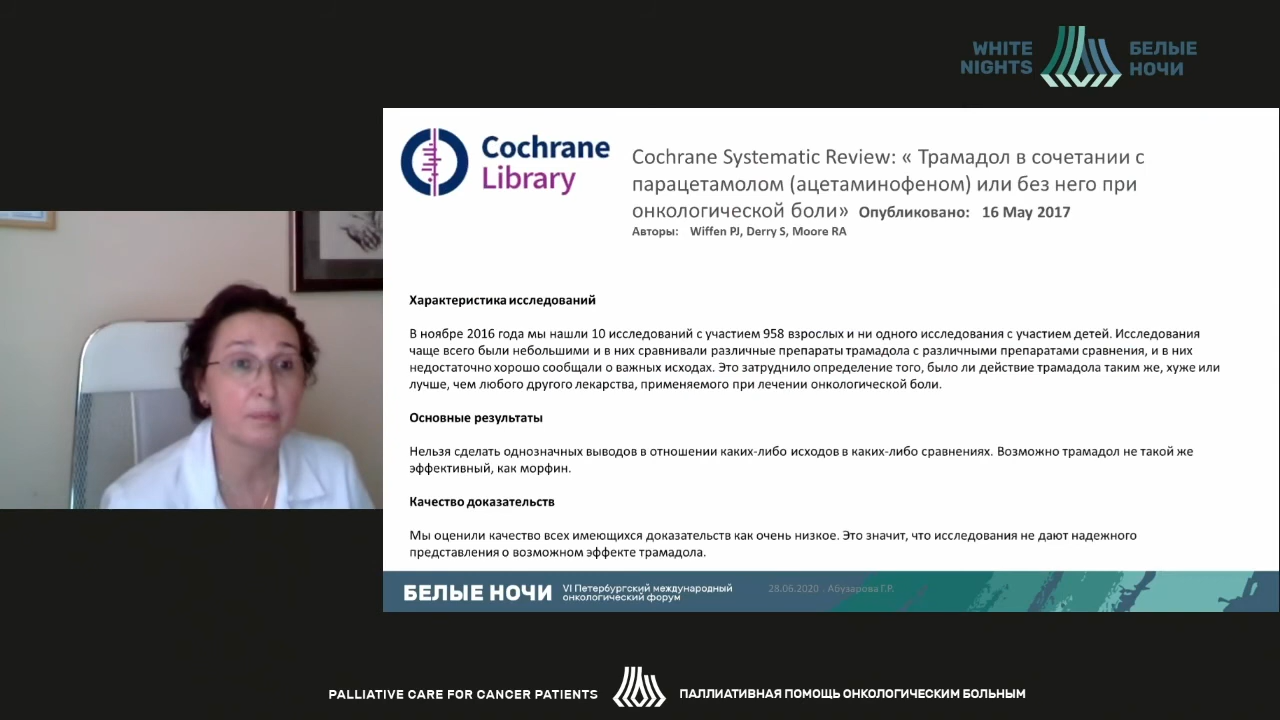 WHITE
NIGHTS
БЕЛЫЕ
НОЧИ
Cochrane
Library
Cochrane Systematic Review: « Трамадол в сочетании с
парацетамолом (ацетаминофеном) или без него при
онкологической боли» Опубликовано: 16 May 2017
Авторы: Wiffen PJ, Derry S, Moore RA
Характеристика исследований
В ноябре 2016 года мы нашли 10 исследований с участием 958 взрослых и ни одного исследования с участием детей. Исследования
чаще всего были небольшими и в них сравнивали различные препараты трамадола с различными препаратами сравнения, и в них
недостаточно хорошо сообщали о важных исходах. Это затруднило определение того, было ли действие трамадола таким же, хуже или
лучше, чем любого другого лекарства, применяемого при лечении онкологической боли.
Основные результаты
Нельзя сделать однозначных выводов в отношении каких-либо исходов в каких-либо сравнениях. Возможно трамадол не такой же
эффективный, как морфин.
Качество доказательств
Мы оценили качество всех имеющихся доказательств как очень низкое. Это значит, что исследования не дают надежного
представления о возможном эффекте трамадола.
БЕЛЫЕ НОЧИ
VI Петербургский международный
онкологический форум
28.06.2020 . Абузарова Г.Р.
PALLIATIVE CARE FOR CANCER PATIENTS
ПАЛЛИАТИВНАЯ ПОМОЩЬ ОНКОЛОГИЧЕСКИМ БОЛЬНЫМ